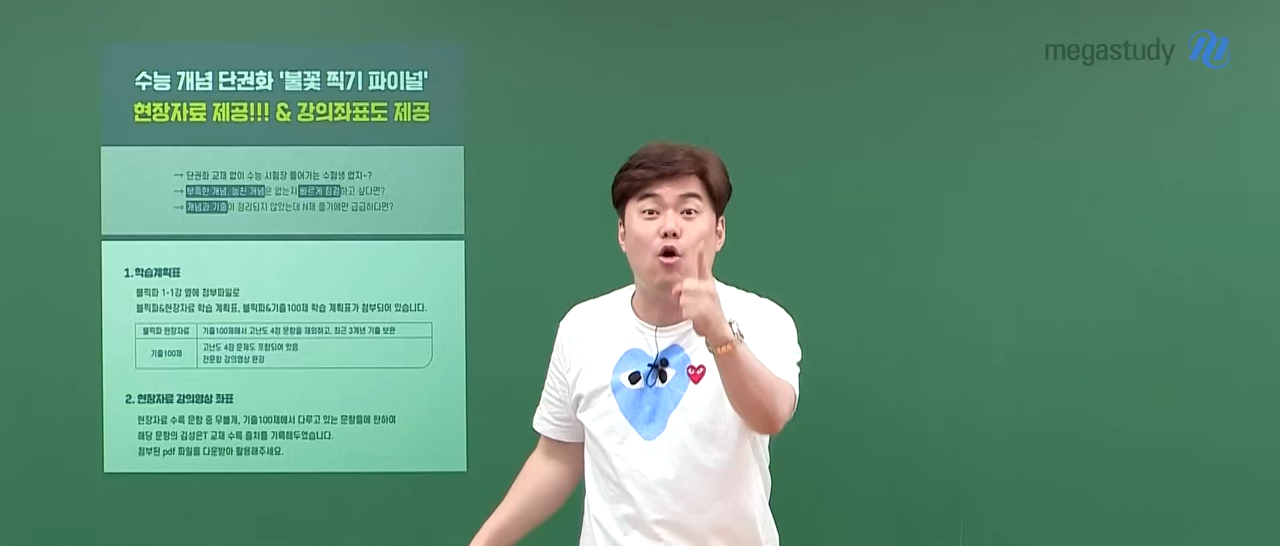 megastudy
수능 개념 단권화 '불꽃 찍기 파이널'
현장자료 제공!!! & 강의좌표도 제공
→ 단권화 교재 없이 수능 시험장 들어가는 수험생 없지~?
→ 부족한 개념, 놓친 개념은 없는지 빠르게 점검하고 싶다면?
→ 개념과 기출이 정리되지 않았는데 N제 풀기에만 급급하다면?
1. 학습계획표
불찍파 1-1강 옆에 첨부파일로
불찍파&현장자료 학습 계획표, 불찍파&기출100제 학습 계획표가 첨부되어 있습니다.
불찍파 현장자료 기출100제에서 고난도 4점 문항을 제외하고, 최근 3개년 기출 보완
고난도 4점 문제도 포함되어 있음
기출100제
전문항 강의영상 완강
2. 현장자료 강의영상 좌표
현장자료 수록 문항 중 무불개, 기출100제에서 다루고 있는 문항들에 한하여
해당 문항의 김성은T 교재 수록 출처를 기록해두었습니다.
첨부된 pdf 파일을 다운받아 활용해주세요.